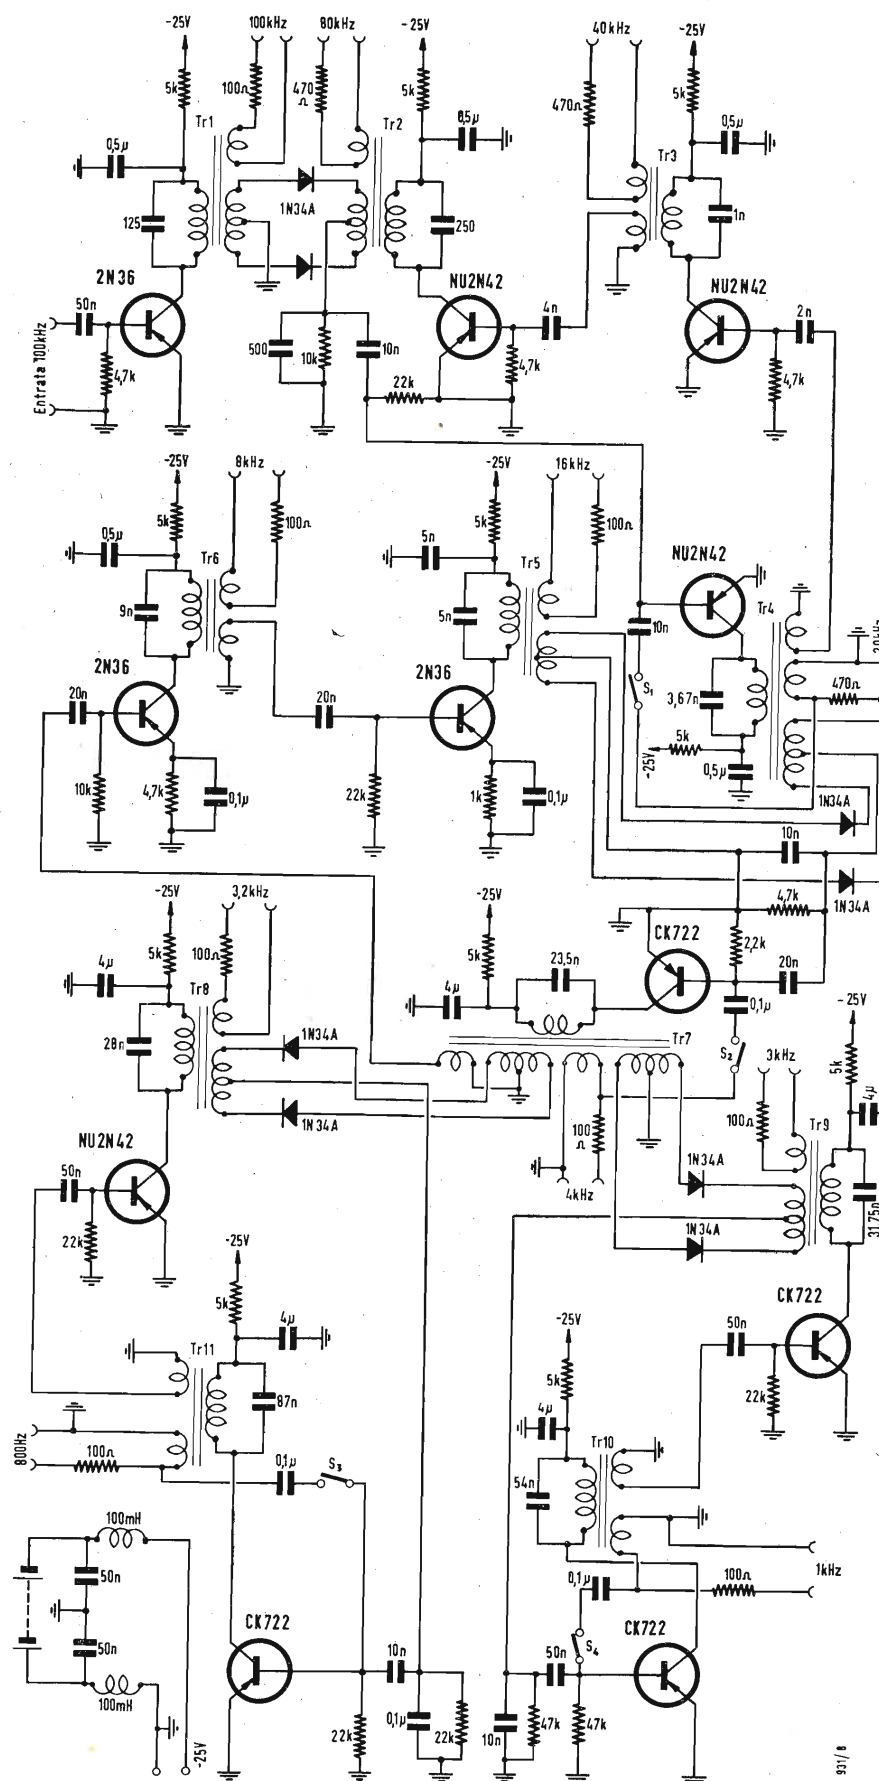 -25V
100kHz
80kHz
-25V
40kHz
-25V
5k
100Ω
470
Ω
5k
470Ω
5k
Tr1
Tr2
0,5µ
0,5µ
0,5µ
Tr3
125
1N34A
250
1n
2N36
NU2N42
NU2N42
50n
4n
2n
Entrata 100kHz
4,7k
500
10k
10n
4,7k
4,7k
22k
-25V
8kHz
-25V
16kHz
5k
100Ω
5k
100Ω
0,5µ
5n
Tr6
Tr5
NU2N42
9n
5n
Tr4
10n
2N36
2N36
S1
20kHz
3,67n
470Ω
20n
20n
5k
-25V
0,5µ
10k
4,7k
0,1µ
22k
1k
0,1µ
1N34A
10n
1N34A
-25V
3,2kHz
-25V
4,7k
5k
100Ω
5k
CK722
2,2k
4µ
23,5n
20n
Tr8
4µ
0,1µ
-25V
28n
1N34A
Tr7
S2
3kHz
5k
4µ
1N34A
100
Ω
100Ω
Tr9
NU2N42
50n
4kHz
1N34A
31,75n
22k
1N34A
-25V
5k
CK722
4µ
-25V
50n
Tr11
5k
87n
4µ
22k
800Hz
100Ω
Tr10
0,1µ
S3
54n
100mH
50n
0,1µ
100Ω
1kHz
50n
CK722
S4
CK722
10n
50n
100mH
-25V
22k
0,1µ
22k
10n
47k
47k
931/8